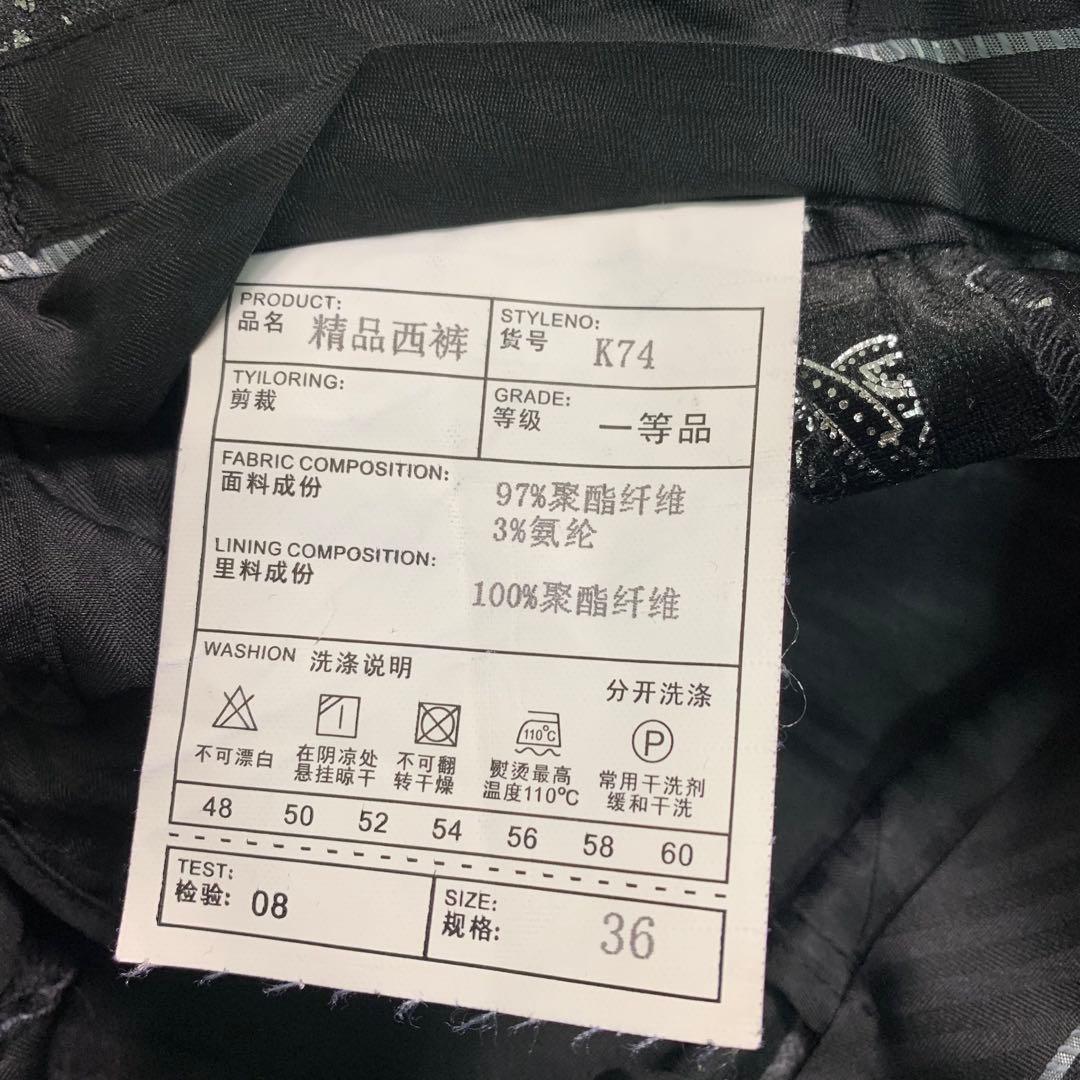 PRODUCT:
品名 精品西裤
STYLENO:
货号 K74
TYILORING:
剪裁
GRADE:
等级 一等品
FABRIC COMPOSITION:
面料成份
97%聚酯纤维
3%氨纶
LINING COMPOSITION:
里料成份
100%聚酯纤维
WASHION 洗涤说明
分开洗涤
110°C
P
不可漂白
在阴凉处
悬挂晾干
不可翻
转干燥
熨烫最高
温度110°C
常用干洗剂
缓和干洗
48 50 52 54 56 58 60
TEST:
检验: 08
SIZE:
规格: 36